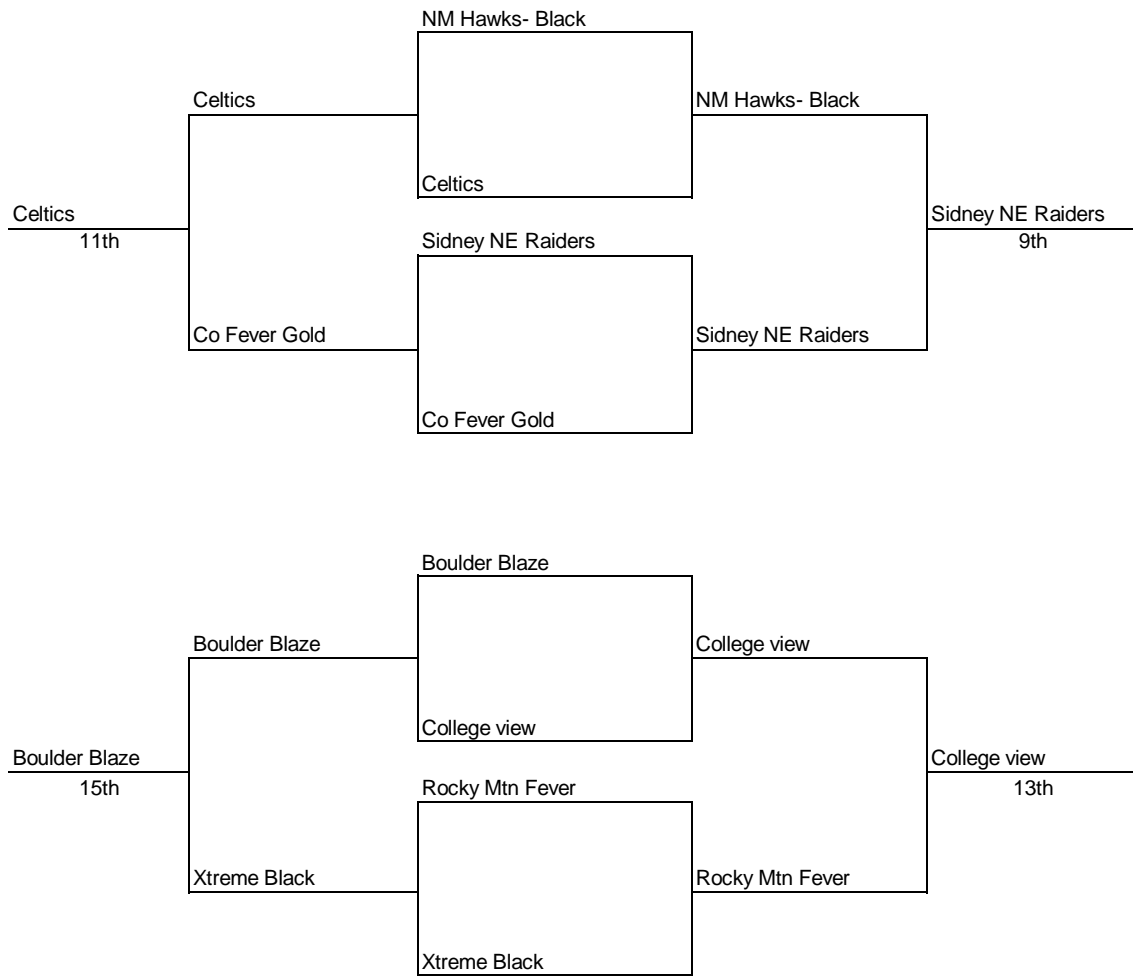 NM Hawks- Black
Celtics
NM Hawks- Black
Celtics
Celtics
Sidney NE Raiders
11th
Sidney NE Raiders
9th
Co Fever Gold
Sidney NE Raiders
Co Fever Gold
Boulder Blaze
Boulder Blaze
College view
College view
Boulder Blaze
College view
15th
Rocky Mtn Fever
13th
Xtreme Black
Rocky Mtn Fever
Xtreme Black